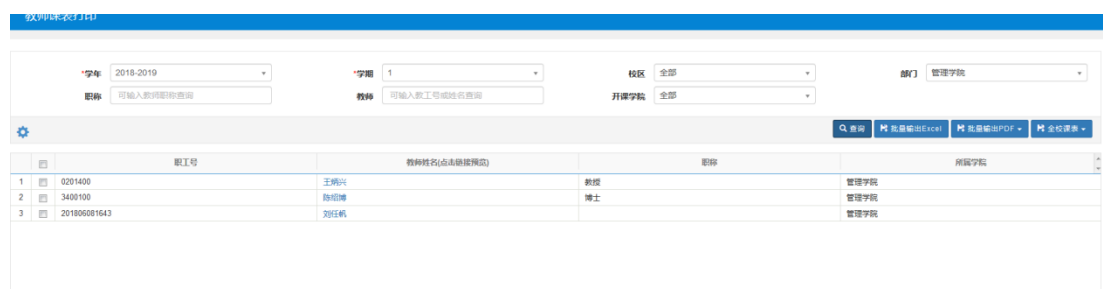 教师课表打印
*学年 2018-2019 *学期 1 校区 全部 部门 管理学院
职称 可输入教师职称查询 教师 可输入教工号或姓名查询 开课学院 全部
查询 批量输出Excel 批量输出PDF 全校课表
职工号 教师姓名(点击链接预览) 职称 所属学院
1 0201400 王炳兴 教授 管理学院
2 3400100 陈绍博 博士 管理学院
3 201806081643 刘任帆 管理学院